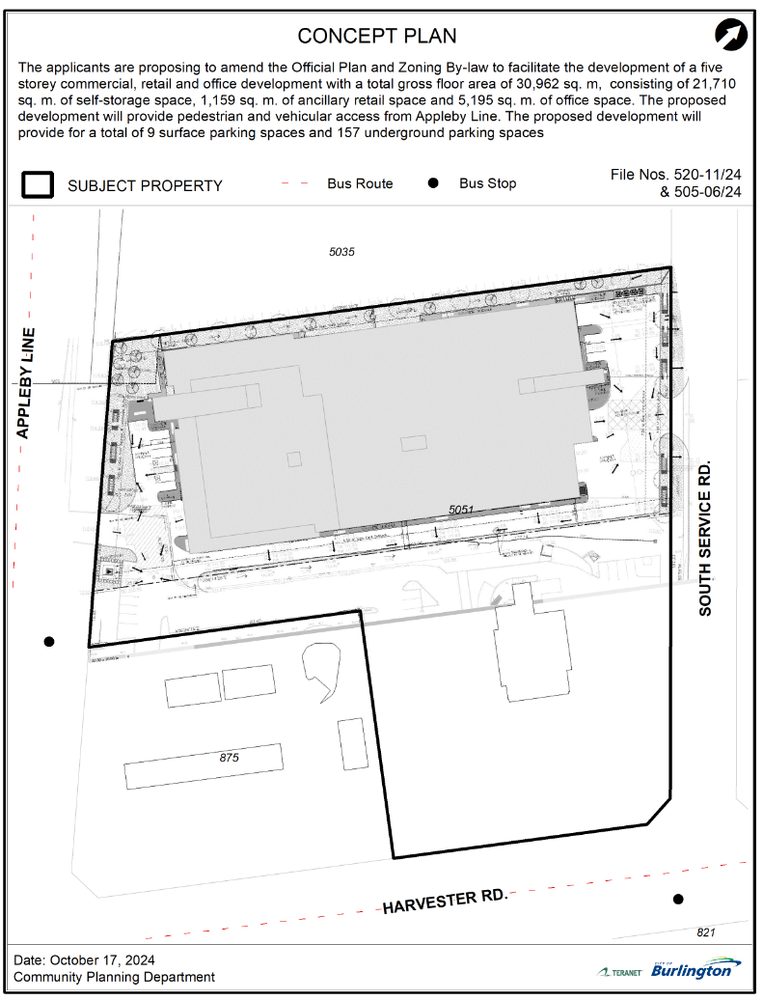 CONCEPT PLAN
The applicants are proposing to amend the Official Plan and Zoning By-law to facilitate the development of a five
storey commercial, retail and office development with a total gross floor area of 30,962 sq. m, consisting of 21,710
sq. m. of self-storage space, 1,159 sq. m. of ancillary retail space and 5,195 sq. m. of office space. The proposed
development will provide pedestrian and vehicular access from Appleby Line. The proposed development will
provide for a total of 9 surface parking spaces and 157 underground parking spaces
SUBJECT PROPERTY
Bus Route
Bus Stop
File Nos. 520-11/24
& 505-06/24
5035
APPLEBY LINE
5051
SOUTH SERVICE RD.
875
HARVESTER RD.
821
Date: October 17, 2024
Community Planning Department
TERANET
CITY OF
Burlington